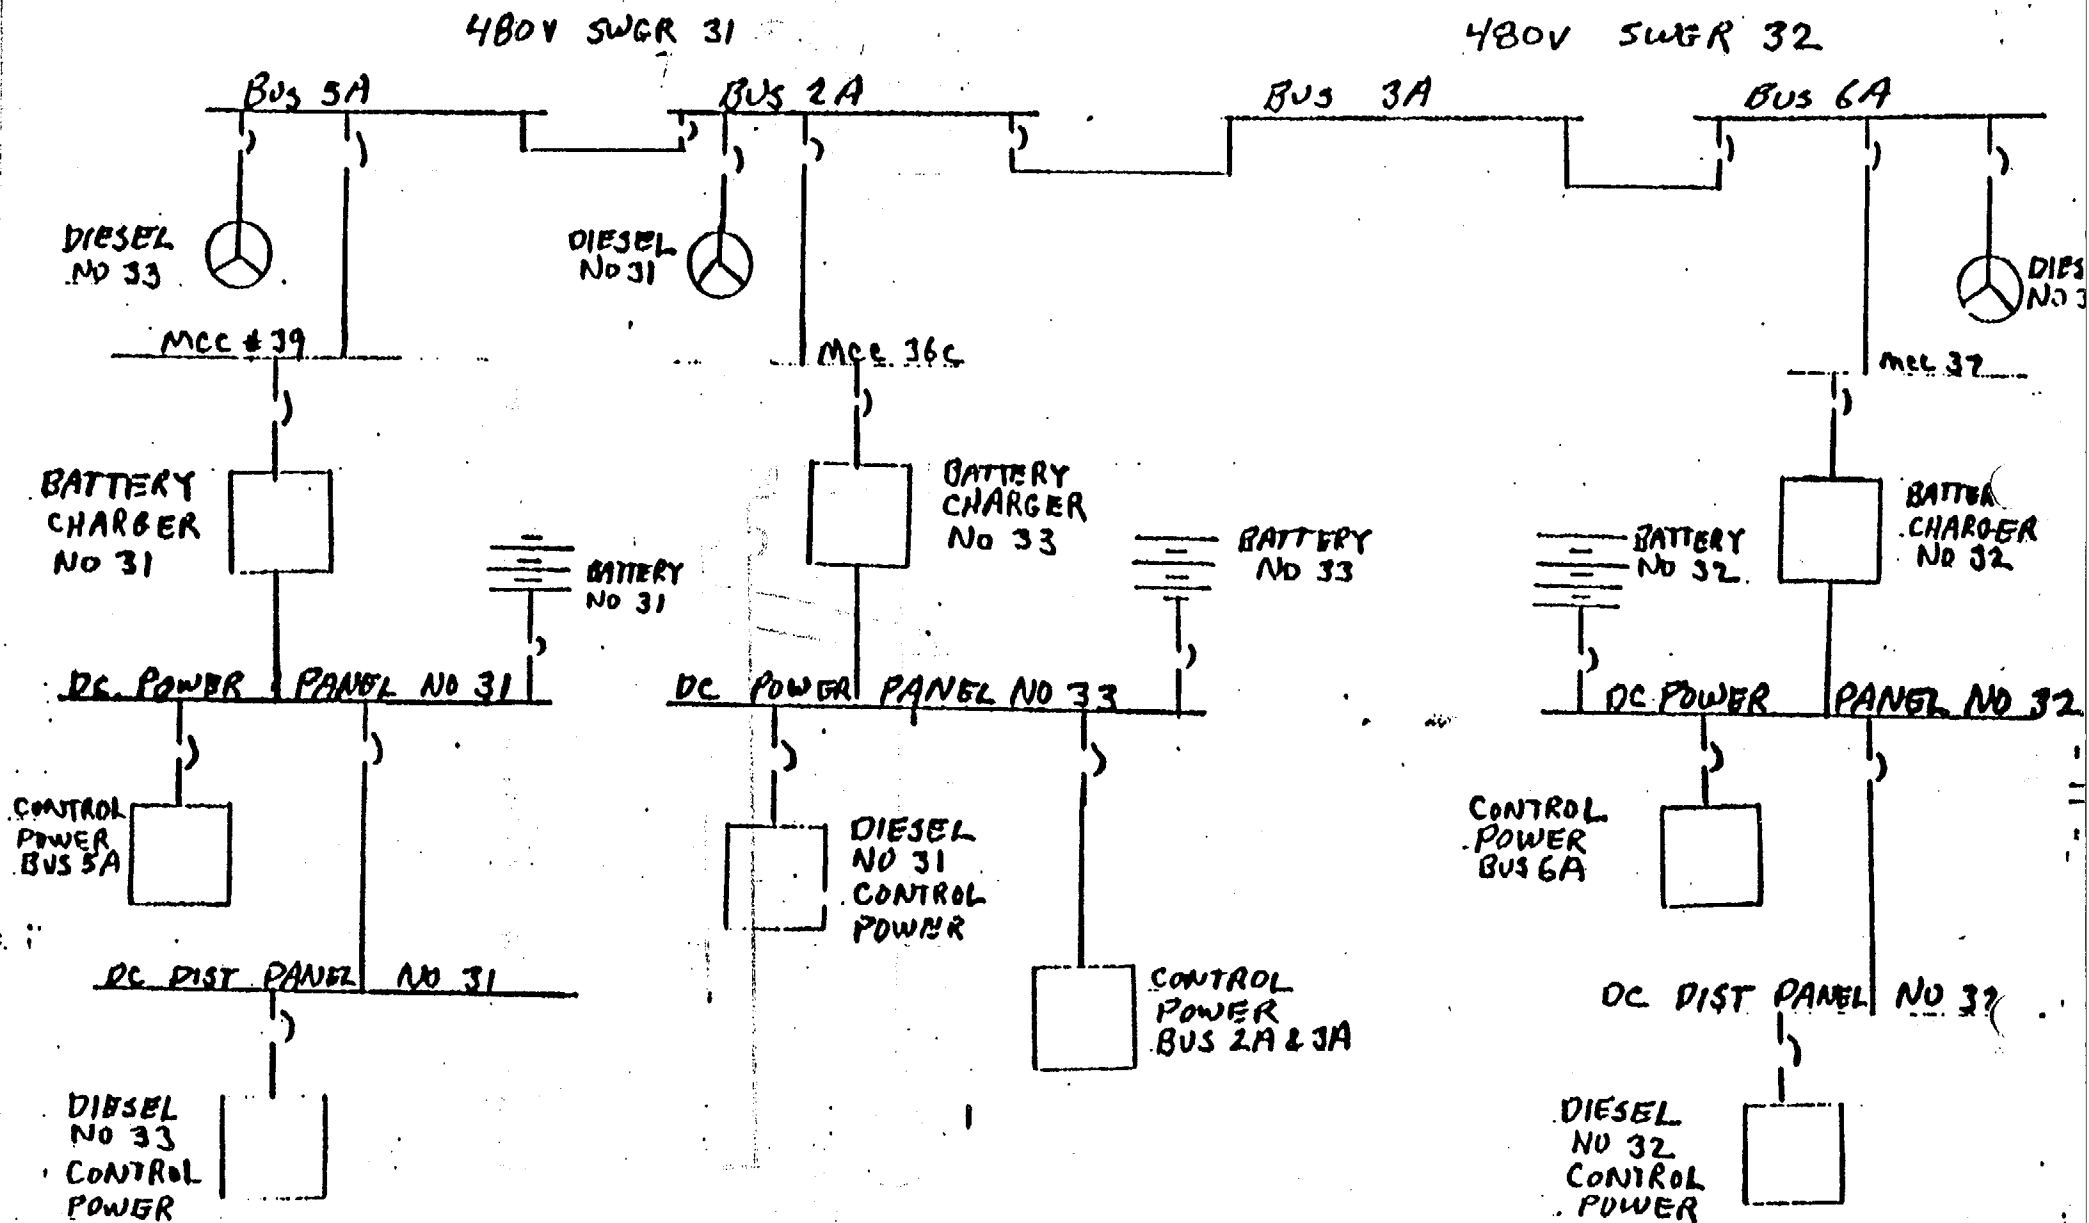 480V SWGR 31
480V SWGR 32
BUS 5A
BUS 2A
BUS 3A
BUS 6A
DIESEL
NO 33
DIESEL
NO 31
DIES
NO 3
MCC # 39
MCC 36C
MCC 37
BATTERY
CHARGER
NO 31
BATTERY
NO 31
BATTERY
CHARGER
NO 33
BATTERY
NO 33
BATTERY
NO 32
BATTER
CHARGER
NO 32
DC POWER PANEL NO 31
DC POWER PANEL NO 33
DC POWER PANEL NO 32
CONTROL
POWER
BUS 5A
DIESEL
NO 31
CONTROL
POWER
CONTROL
POWER
BUS 2A & 3A
CONTROL
POWER
BUS 6A
DC DIST PANEL NO 31
DC DIST PANEL NO 32
DIESEL
NO 33
CONTROL
POWER
DIESEL
NO 32
CONTROL
POWER